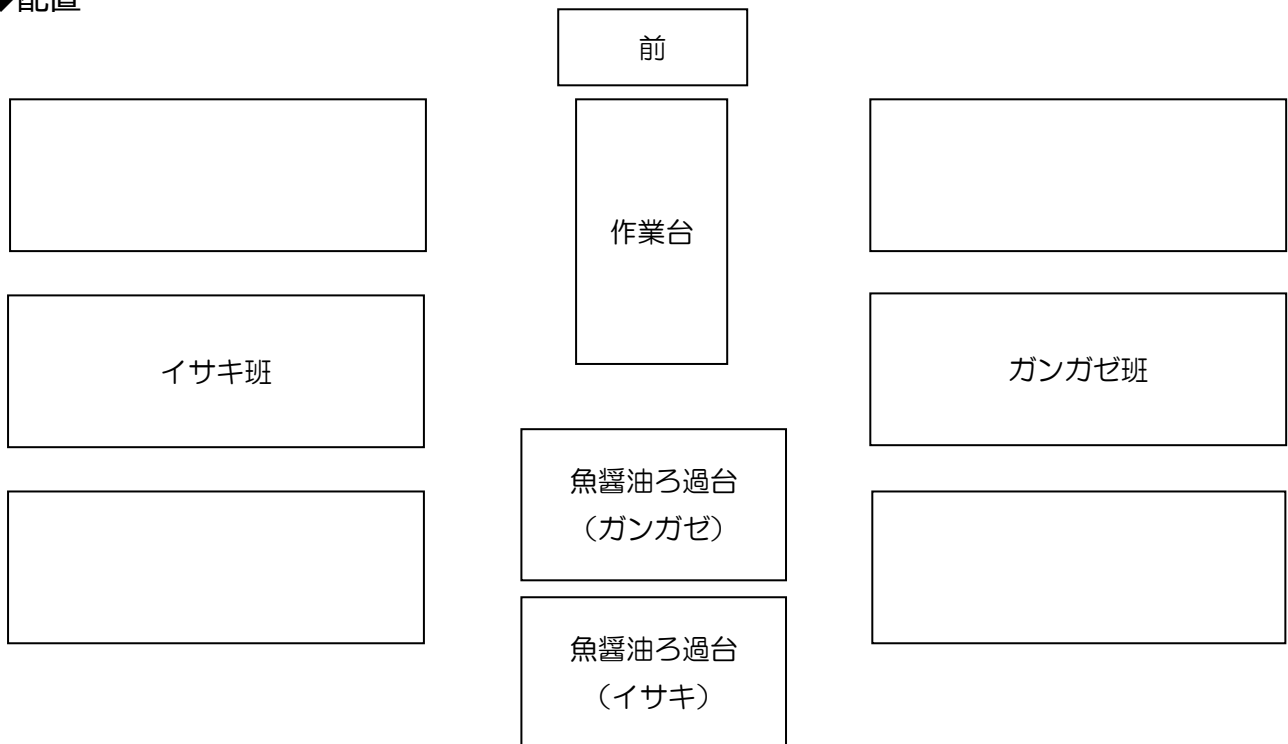 配置
前
作業台
イサキ班
ガンガゼ班
魚醤油ろ過台
（ガンガゼ）
魚醤油ろ過台
（イサキ）